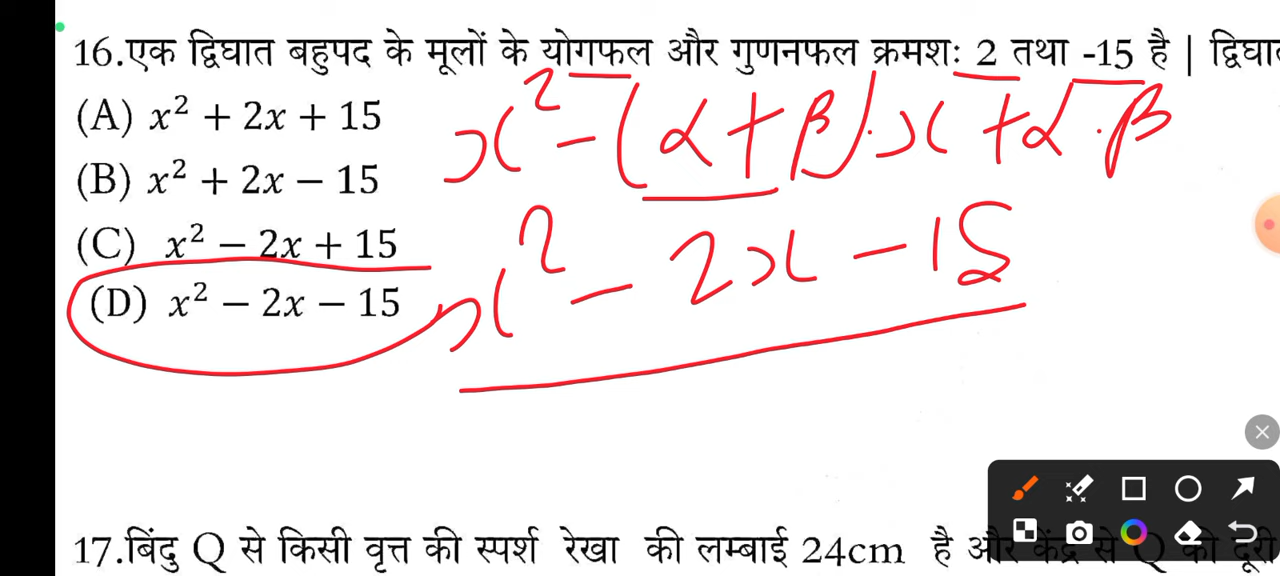 16.एक द्विघात बहुपद के मूलों के योगफल और गुणनफल क्रमशः 2 तथा -15 है | द्विघा
(A) x² + 2x + 15
x² - (α + β)·x + α·β
(B) x² + 2x − 15
(C) x² − 2x + 15
x² - 2x - 15
(D) x² − 2x − 15
17.बिंदु Q से किसी वृत्त की स्पर्श रेखा की लम्बाई 24cm है और केंद्र से Q की दूरी